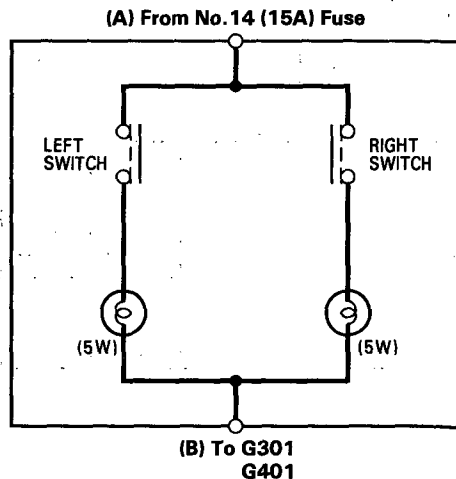 (A) From No.14 (15A) Fuse
LEFT
SWITCH
RIGHT
SWITCH
(5W)
(5W)
(B) To G301
G401